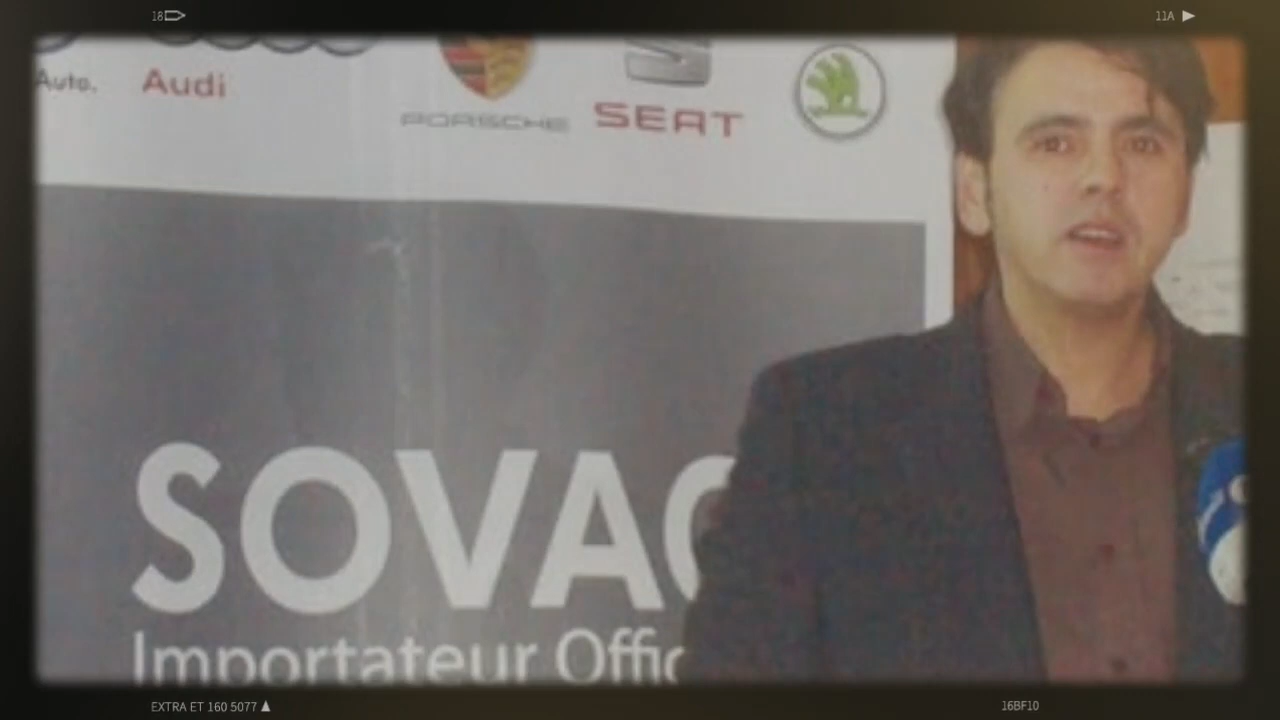 18
11A
Auto.
Audi
PORSCHE
SEAT
SOVAC
Importateur Offic
EXTRA ET 160 5077
16BF10